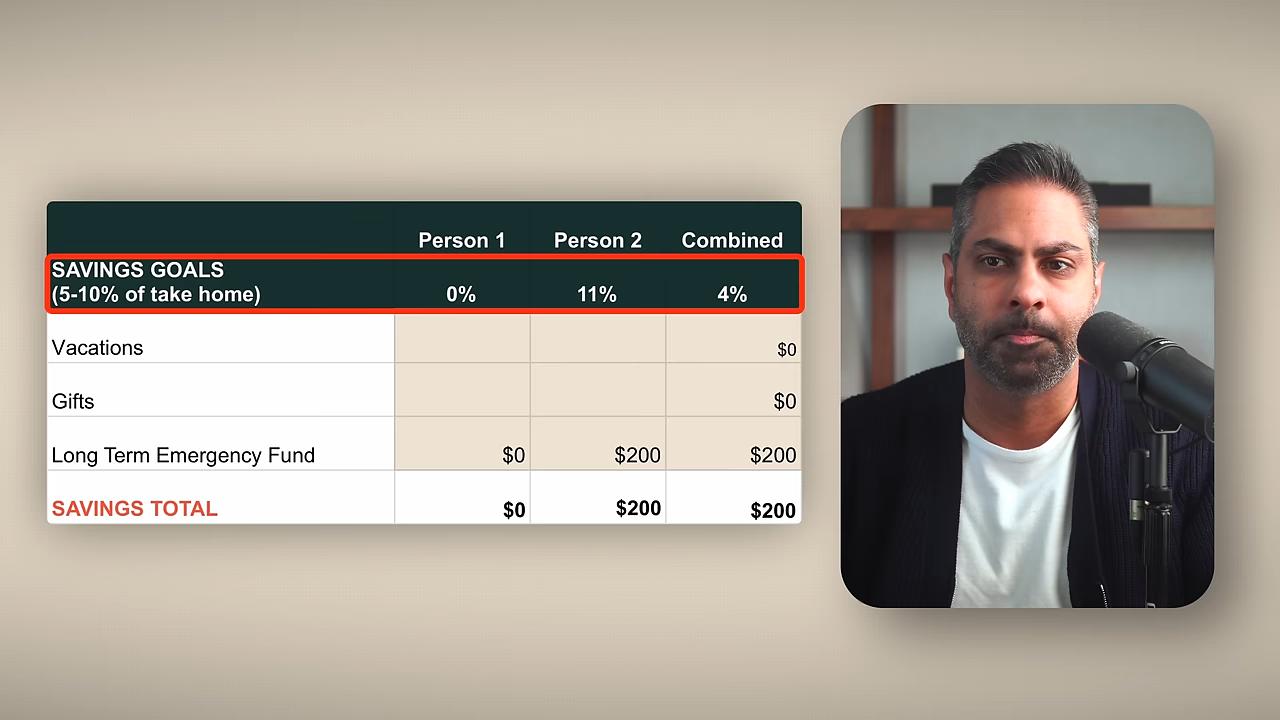 Person 1 Person 2 Combined
SAVINGS GOALS
(5-10% of take home) 0% 11% 4%
Vacations $0
Gifts $0
Long Term Emergency Fund $0 $200 $200
SAVINGS TOTAL $0 $200 $200